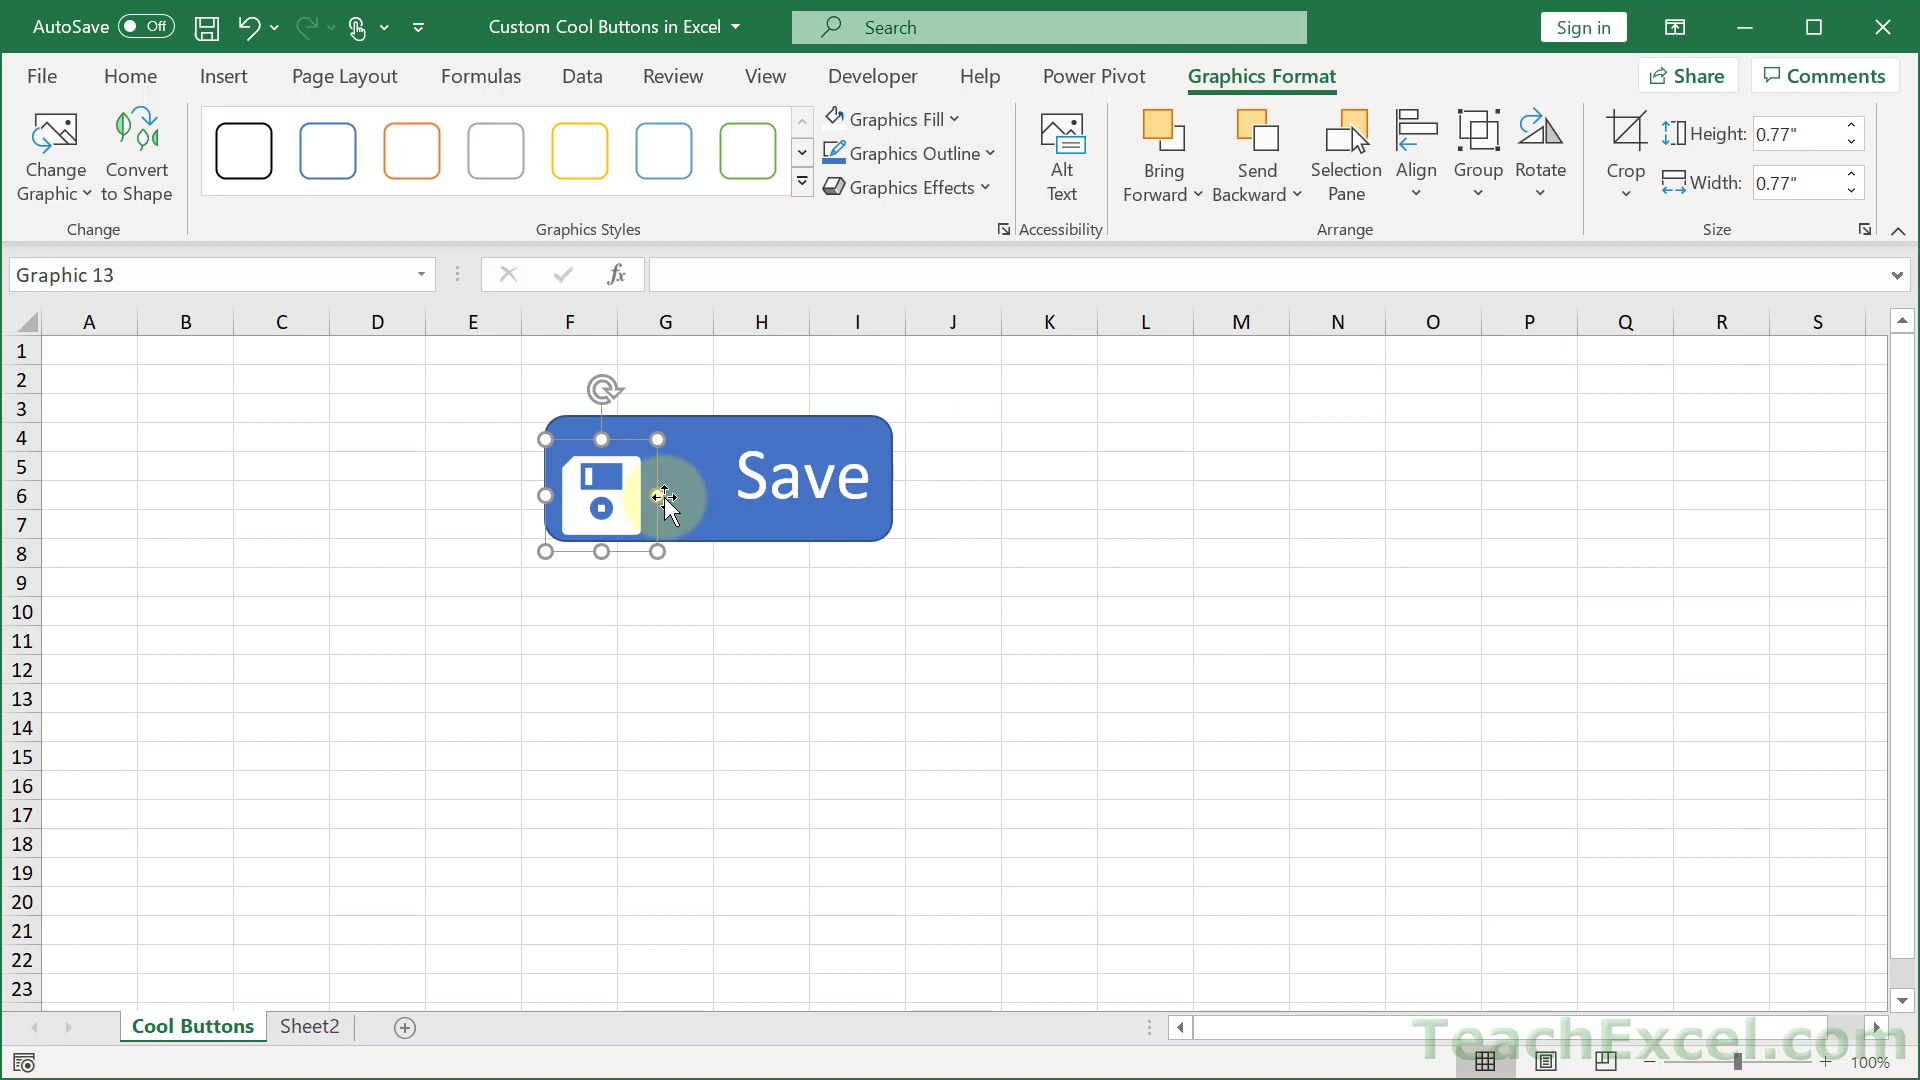 AutoSave Off Custom Cool Buttons in Excel Search Sign in
File Home Insert Page Layout Formulas Data Review View Developer Help Power Pivot Graphics Format Share Comments
Change Graphic
Convert to Shape
Change
Graphics Fill
Graphics Outline
Graphics Effects
Graphics Styles
Alt Text
Accessibility
Bring Forward
Send Backward
Selection Pane
Align
Group
Rotate
Arrange
Crop
Height: 0.77"
Width: 0.77"
Size
Graphic 13 fx
A B C D E F G H I J K L M N O P Q R S
1
2
3
4
5
Save
6
7
8
9
10
11
12
13
14
15
16
17
18
19
20
21
22
23
Cool Buttons Sheet2
TeachExcel.com
100%